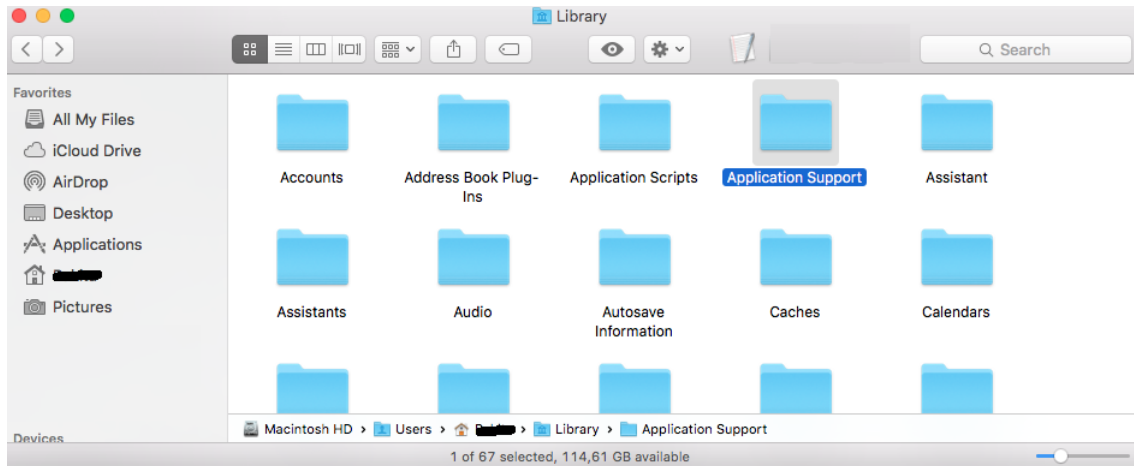 Library
Search
Favorites
All My Files
iCloud Drive
AirDrop
Desktop
Applications
Pictures
Devices
Accounts
Address Book Plug-
Ins
Application Scripts
Application Support
Assistant
Assistants
Audio
Autosave
Information
Caches
Calendars
Macintosh HD › Users › › Library › Application Support
1 of 67 selected, 114,61 GB available